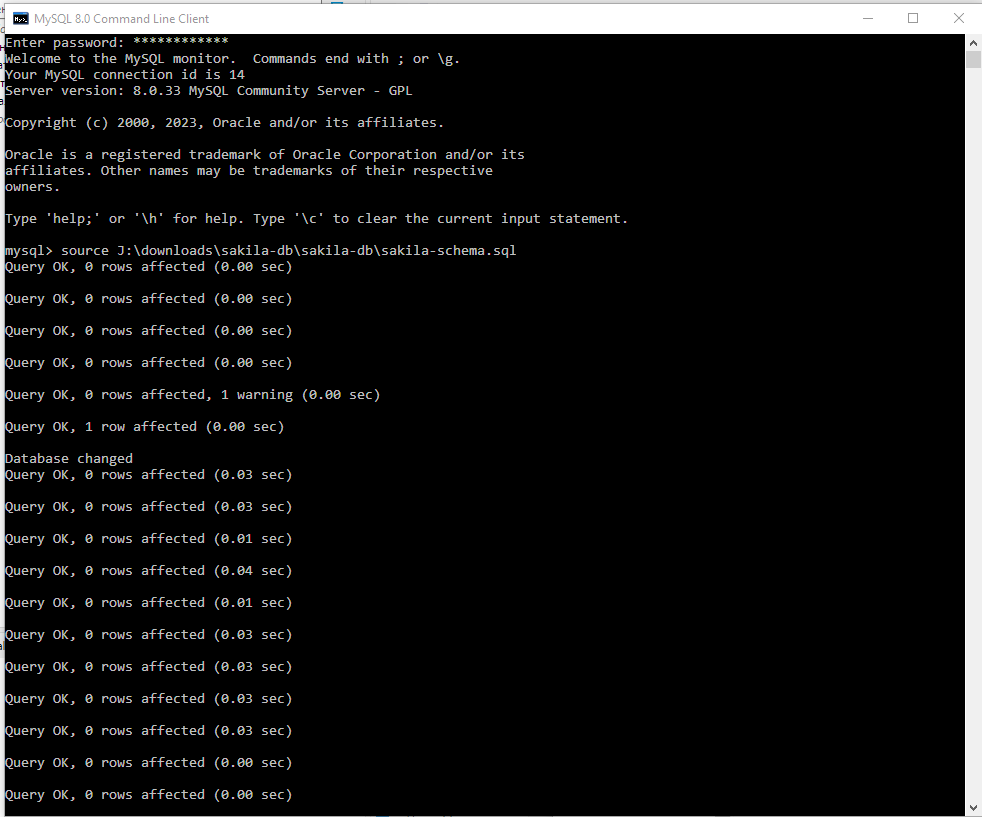 MySQL 8.0 Command Line Client
Enter password: ************
Welcome to the MySQL monitor.  Commands end with ; or \g.
Your MySQL connection id is 14
Server version: 8.0.33 MySQL Community Server - GPL
Copyright (c) 2000, 2023, Oracle and/or its affiliates.
Oracle is a registered trademark of Oracle Corporation and/or its
affiliates. Other names may be trademarks of their respective
owners.
Type 'help;' or '\h' for help. Type '\c' to clear the current input statement.
mysql> source J:\downloads\sakila-db\sakila-db\sakila-schema.sql
Query OK, 0 rows affected (0.00 sec)
Query OK, 0 rows affected (0.00 sec)
Query OK, 0 rows affected (0.00 sec)
Query OK, 0 rows affected (0.00 sec)
Query OK, 0 rows affected, 1 warning (0.00 sec)
Query OK, 1 row affected (0.00 sec)
Database changed
Query OK, 0 rows affected (0.03 sec)
Query OK, 0 rows affected (0.03 sec)
Query OK, 0 rows affected (0.01 sec)
Query OK, 0 rows affected (0.04 sec)
Query OK, 0 rows affected (0.01 sec)
Query OK, 0 rows affected (0.03 sec)
Query OK, 0 rows affected (0.03 sec)
Query OK, 0 rows affected (0.03 sec)
Query OK, 0 rows affected (0.03 sec)
Query OK, 0 rows affected (0.00 sec)
Query OK, 0 rows affected (0.00 sec)